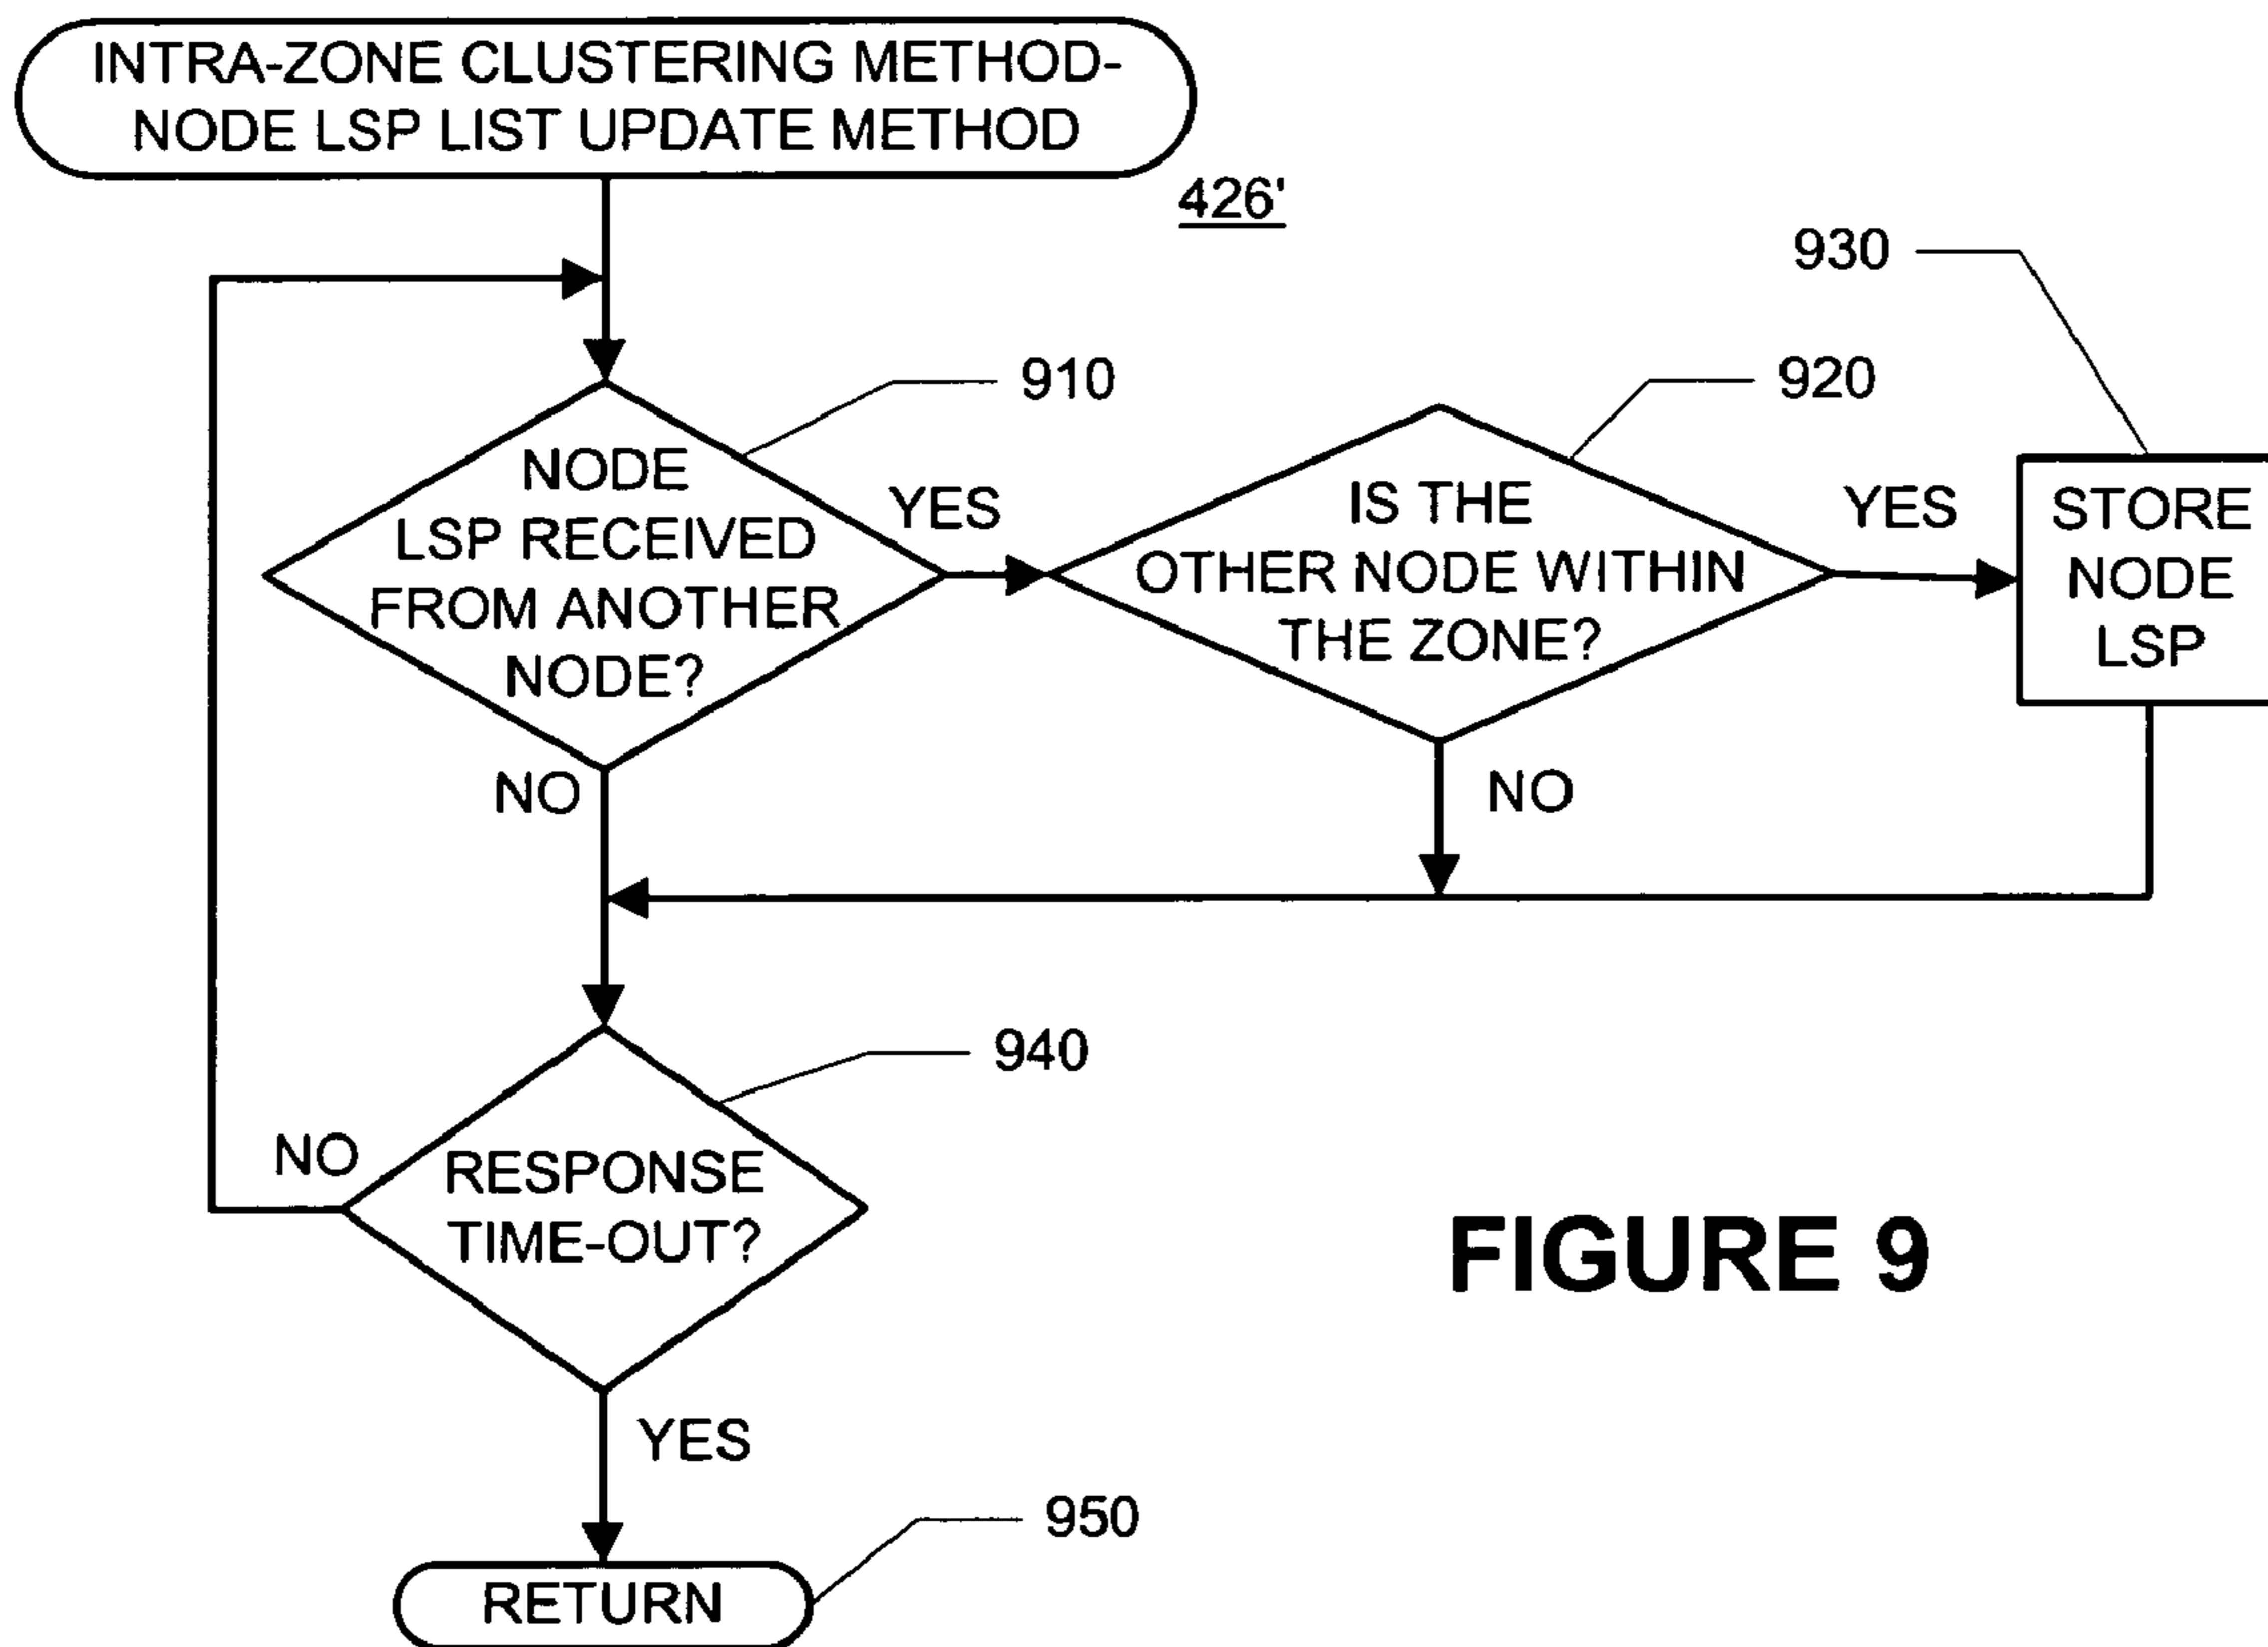 INTRA-ZONE CLUSTERING METHOD-
NODE LSP LIST UPDATE METHOD
426'
930
910
920
NODE
LSP RECEIVED
FROM ANOTHER
NODE?
YES
IS THE
OTHER NODE WITHIN
THE ZONE?
YES
STORE
NODE
LSP
NO
NO
940
NO
RESPONSE
TIME-OUT?
FIGURE 9
YES
950
RETURN